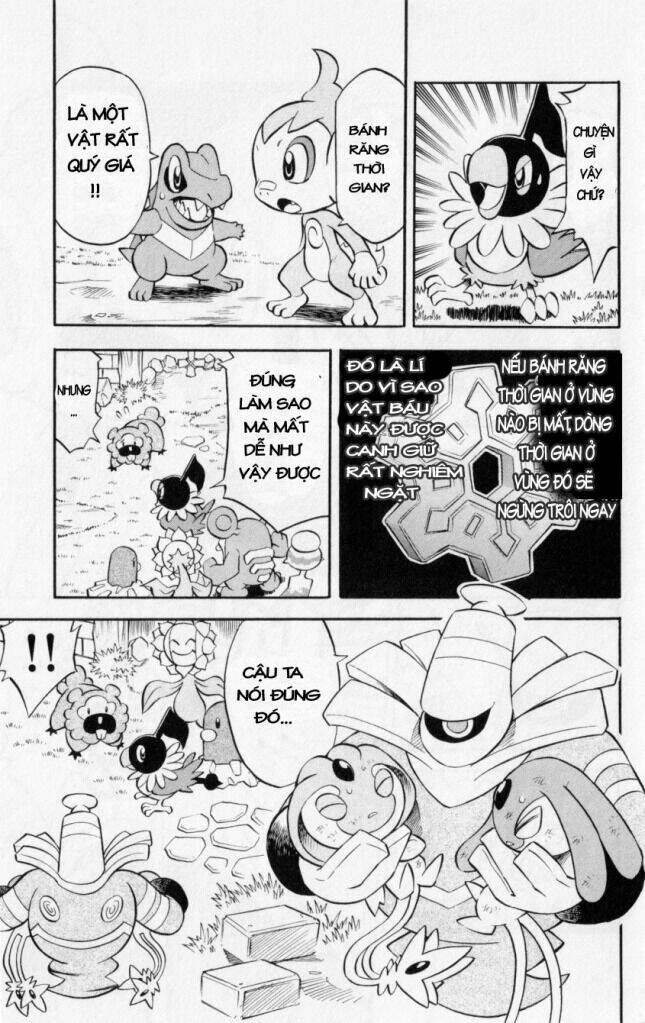 CHUYỆN
GÌ
VẬY
CHỨ?
BÁNH
RĂNG
THỜI
GIAN?
LÀ MỘT
VẬT RẤT
QUÝ GIÁ
!!
NẾU BÁNH RĂNG
THỜI GIAN Ở VÙNG
NÀO BỊ MẤT, DÒNG
THỜI GIAN Ở
VÙNG ĐÓ SẼ
NGỪNG TRÔI NGAY
ĐÓ LÀ LÍ
DO VÌ SAO
VẬT BÁU
NÀY ĐƯỢC
CANH GIỮ
RẤT NGHIÊM
NGẶT
ĐÚNG
LÀM SAO
MÀ MẤT
DỄ NHƯ
VẬY ĐƯỢC
NHƯNG
...
CẬU TA
NÓI ĐÚNG
ĐÓ...
!!